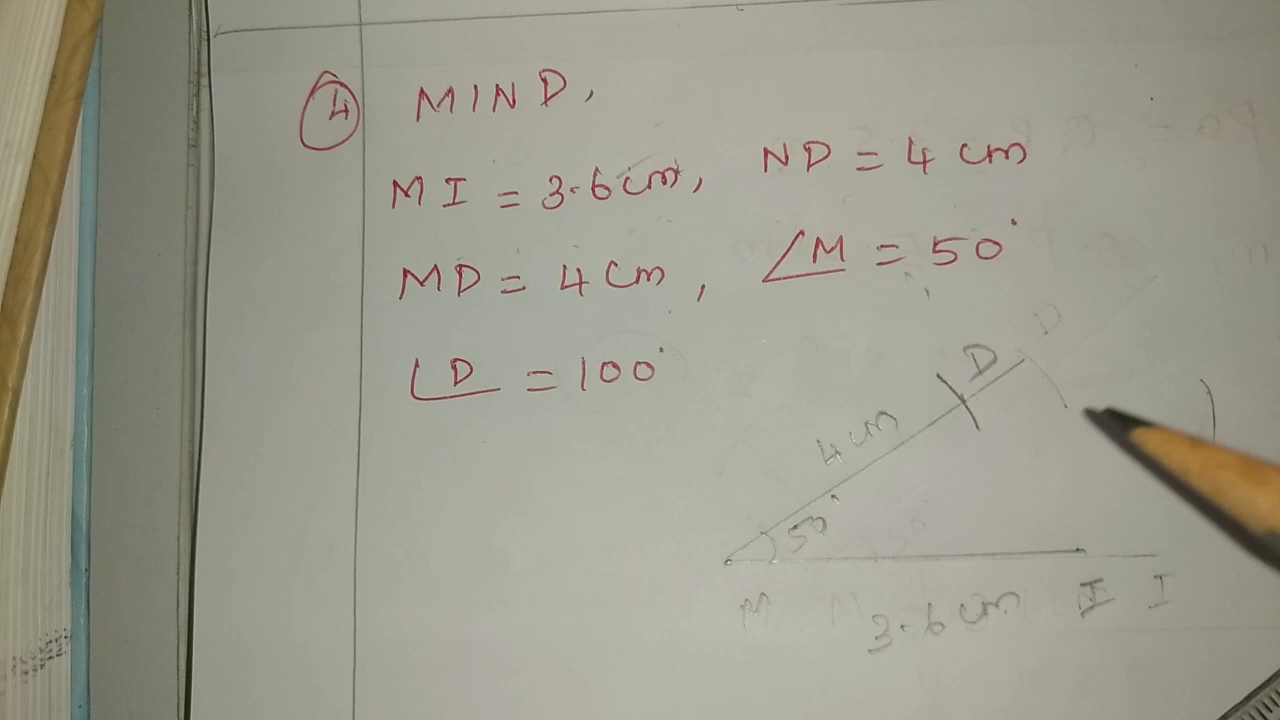 4 MIND,
MI = 3.6 cm, ND = 4 cm
MD = 4 cm, ∠M = 50°
∠D = 100°
D
D
4 cm
50°
M M 3.6 cm I I